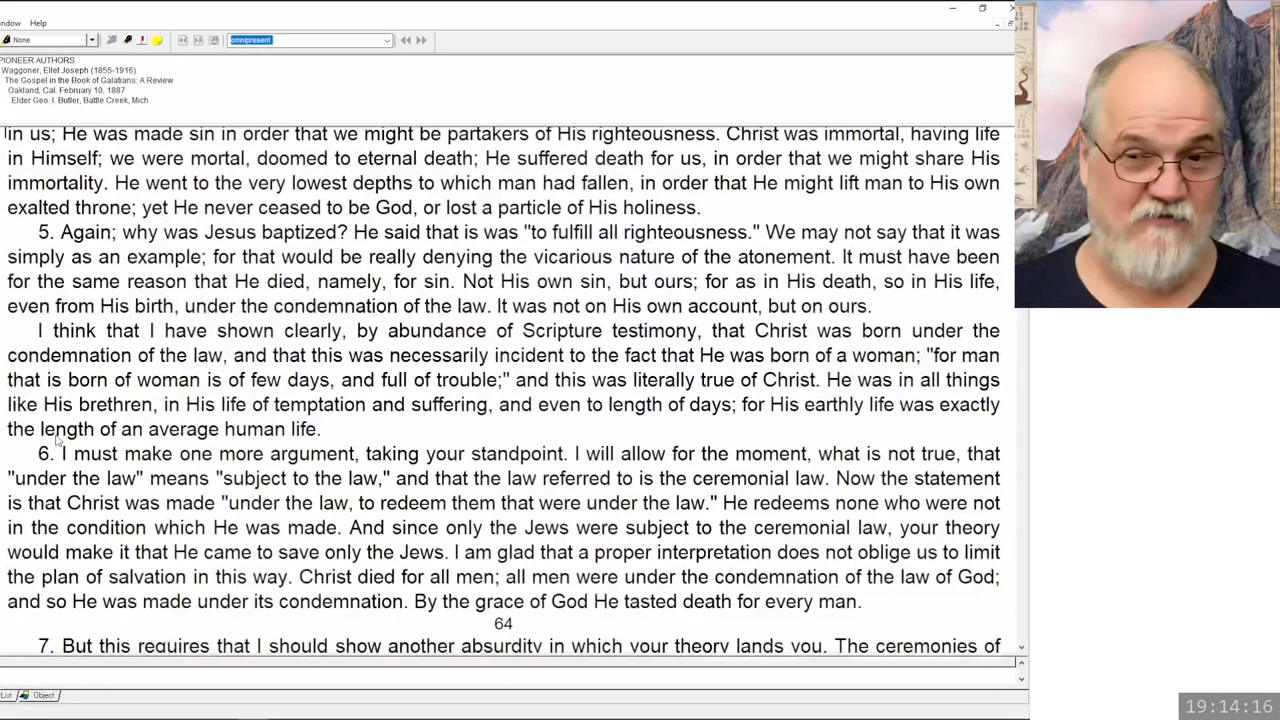 ndow Help
None omnipresent
PIONEER AUTHORS
Waggoner, Ellet Joseph (1855-1916)
The Gospel in the Book of Galatians: A Review
Oakland, Cal. February 10, 1887
Elder Geo. I. Butler, Battle Creek, Mich
in us; He was made sin in order that we might be partakers of His righteousness. Christ was immortal, having life
in Himself; we were mortal, doomed to eternal death; He suffered death for us, in order that we might share His
immortality. He went to the very lowest depths to which man had fallen, in order that He might lift man to His own
exalted throne; yet He never ceased to be God, or lost a particle of His holiness.
5. Again; why was Jesus baptized? He said that is was "to fulfill all righteousness." We may not say that it was
simply as an example; for that would be really denying the vicarious nature of the atonement. It must have been
for the same reason that He died, namely, for sin. Not His own sin, but ours; for as in His death, so in His life,
even from His birth, under the condemnation of the law. It was not on His own account, but on ours.
I think that I have shown clearly, by abundance of Scripture testimony, that Christ was born under the
condemnation of the law, and that this was necessarily incident to the fact that He was born of a woman; "for man
that is born of woman is of few days, and full of trouble;" and this was literally true of Christ. He was in all things
like His brethren, in His life of temptation and suffering, and even to length of days; for His earthly life was exactly
the length of an average human life.
6. I must make one more argument, taking your standpoint. I will allow for the moment, what is not true, that
"under the law" means "subject to the law," and that the law referred to is the ceremonial law. Now the statement
is that Christ was made "under the law, to redeem them that were under the law." He redeems none who were not
in the condition which He was made. And since only the Jews were subject to the ceremonial law, your theory
would make it that He came to save only the Jews. I am glad that a proper interpretation does not oblige us to limit
the plan of salvation in this way. Christ died for all men; all men were under the condemnation of the law of God;
and so He was made under its condemnation. By the grace of God He tasted death for every man.
64
7. But this requires that I should show another absurdity in which your theory lands you. The ceremonies of
List Object
19:14:16